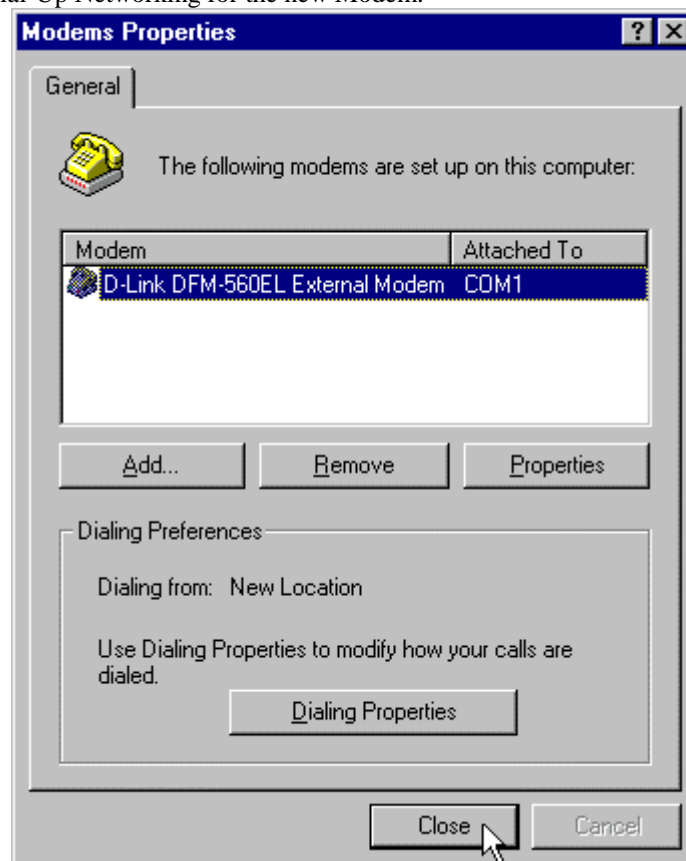 Up Networking for the new Modem.
Modems Properties
General
The following modems are set up on this computer:
Modem Attached To
D-Link DFM-560EL External Modem COM1
Add... Remove Properties
Dialing Preferences
Dialing from: New Location
Use Dialing Properties to modify how your calls are
dialed.
Dialing Properties
Close Cancel